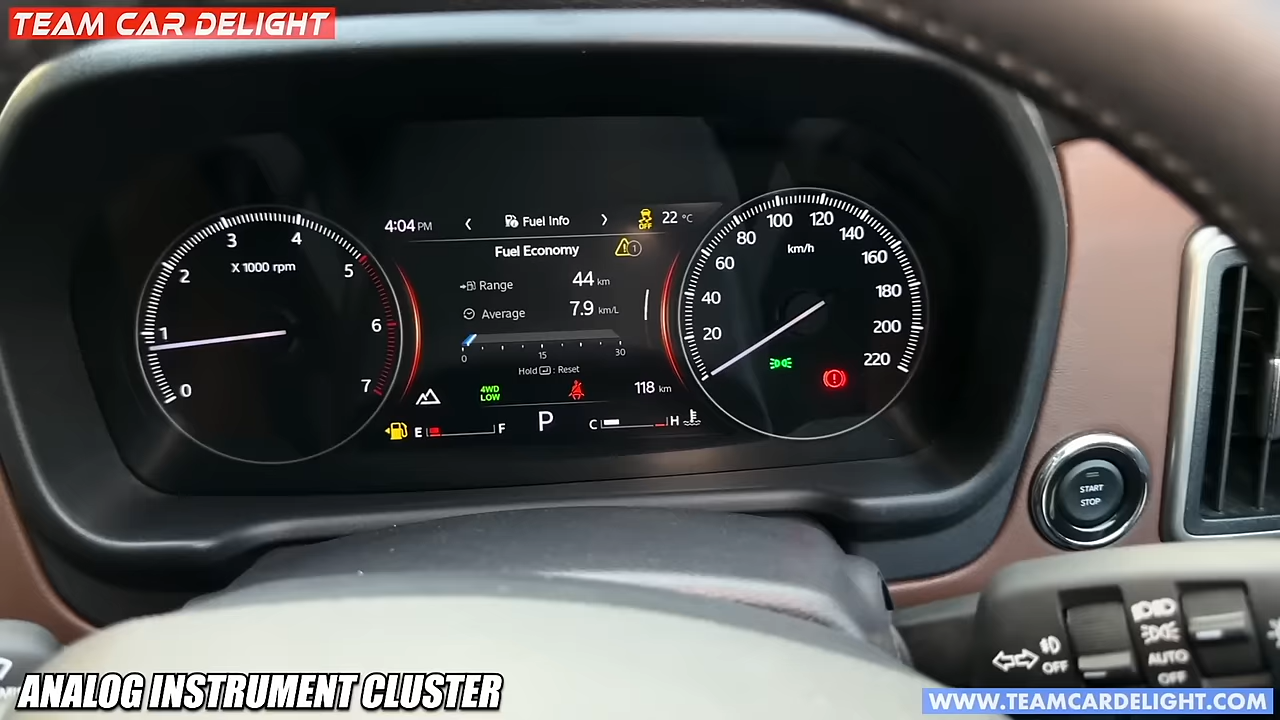 TEAM CAR DELIGHT
4:04 PM
Fuel Info
OFF
22 °C
Fuel Economy
1
Range 44 km
Average 7.9 km/L
0 15 30
Hold : Reset
4WD
LOW
118 km
E F
P
C H
0 1 2 3 4 5 6 7
X 1000 rpm
20 40 60 80 100 120 140 160 180 200 220
km/h
START
STOP
OFF
AUTO
OFF
ANALOG INSTRUMENT CLUSTER
WWW.TEAMCARDELIGHT.COM